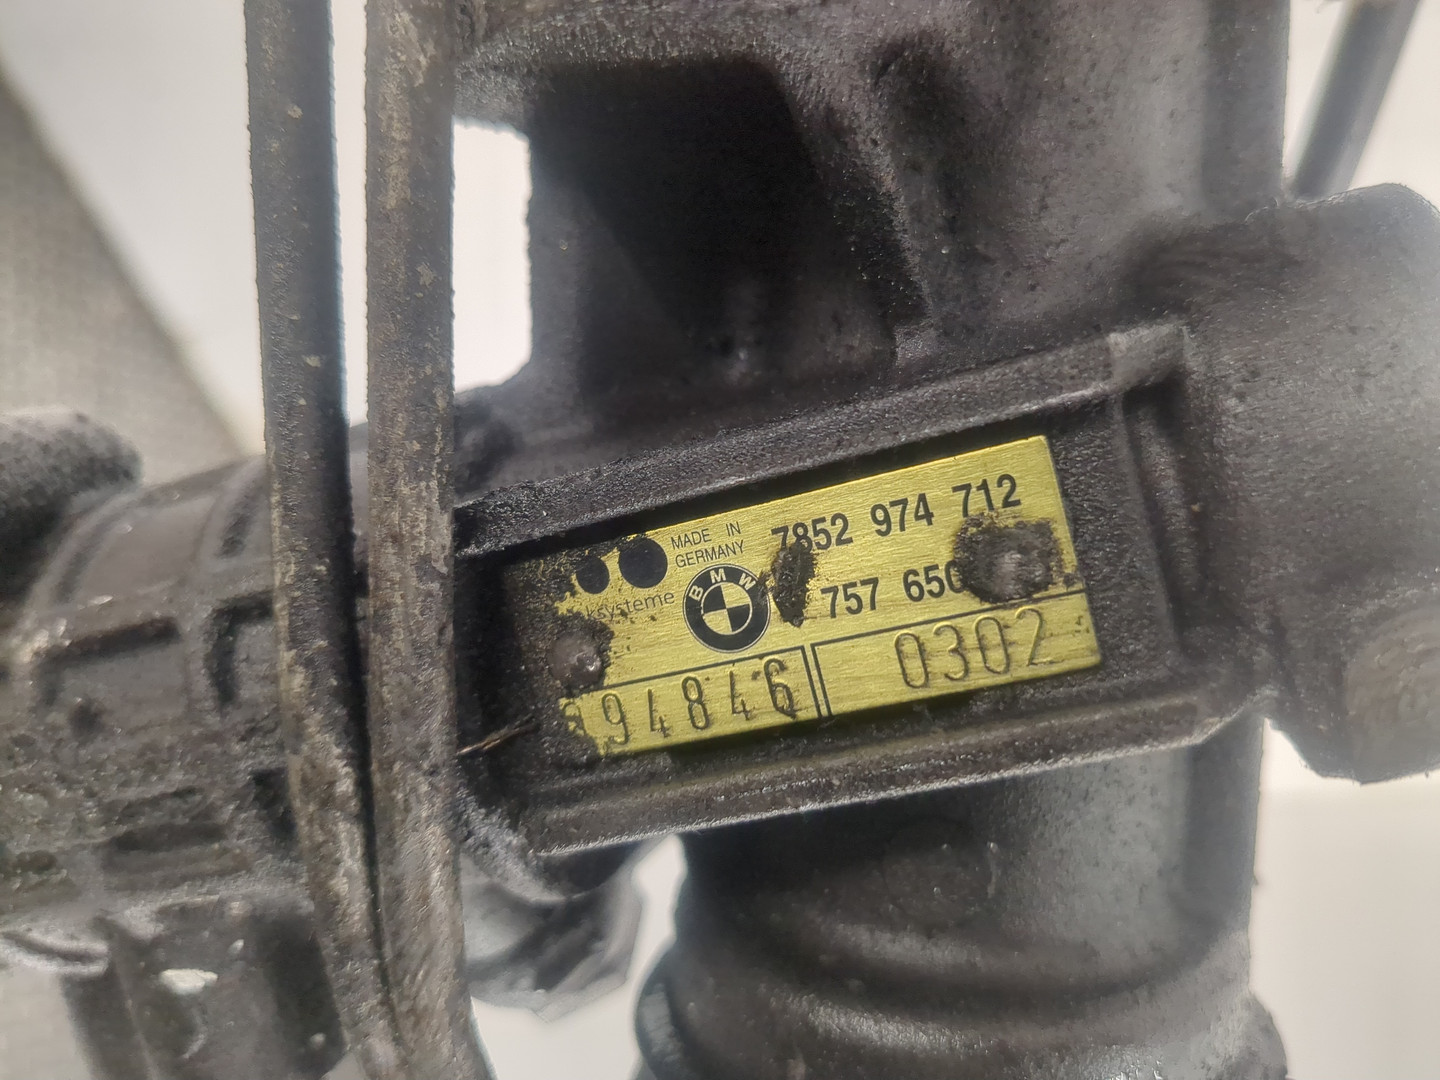 MADE IN
GERMANY
7852 974 712
BMW
757 650
94846
0302